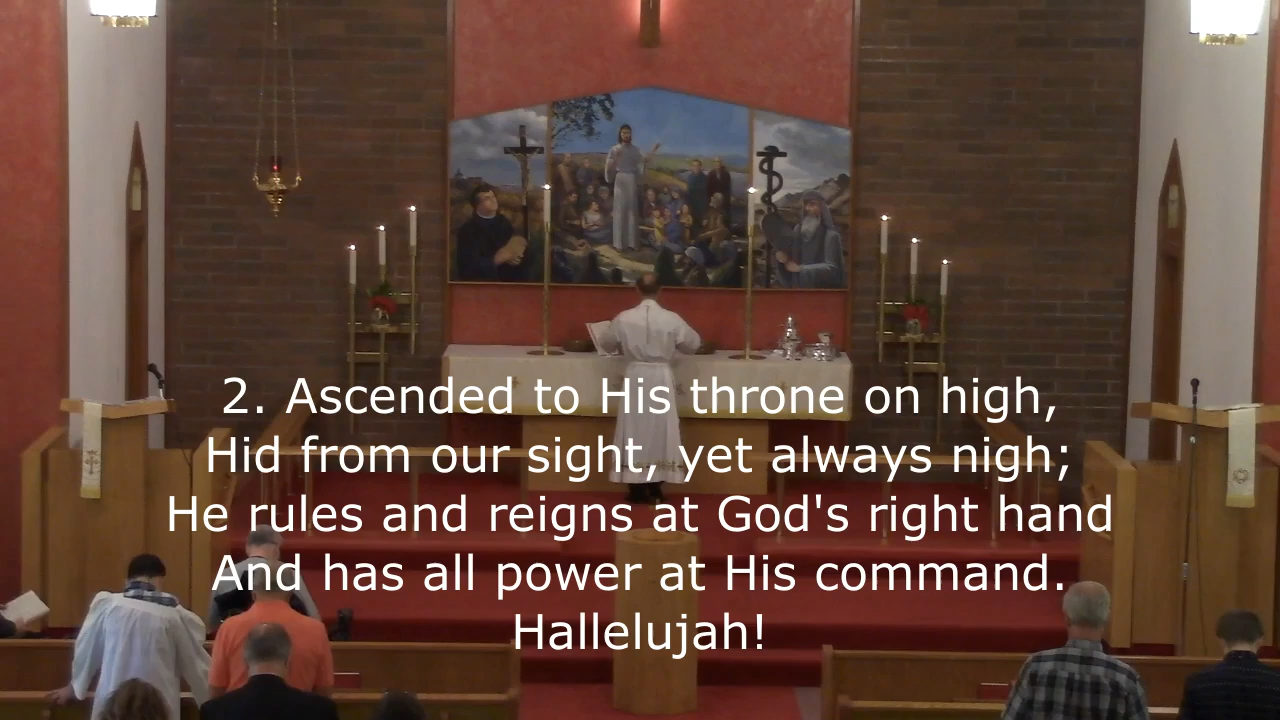 2. Ascended to His throne on high,
Hid from our sight, yet always nigh;
He rules and reigns at God's right hand
And has all power at His command.
Hallelujah!